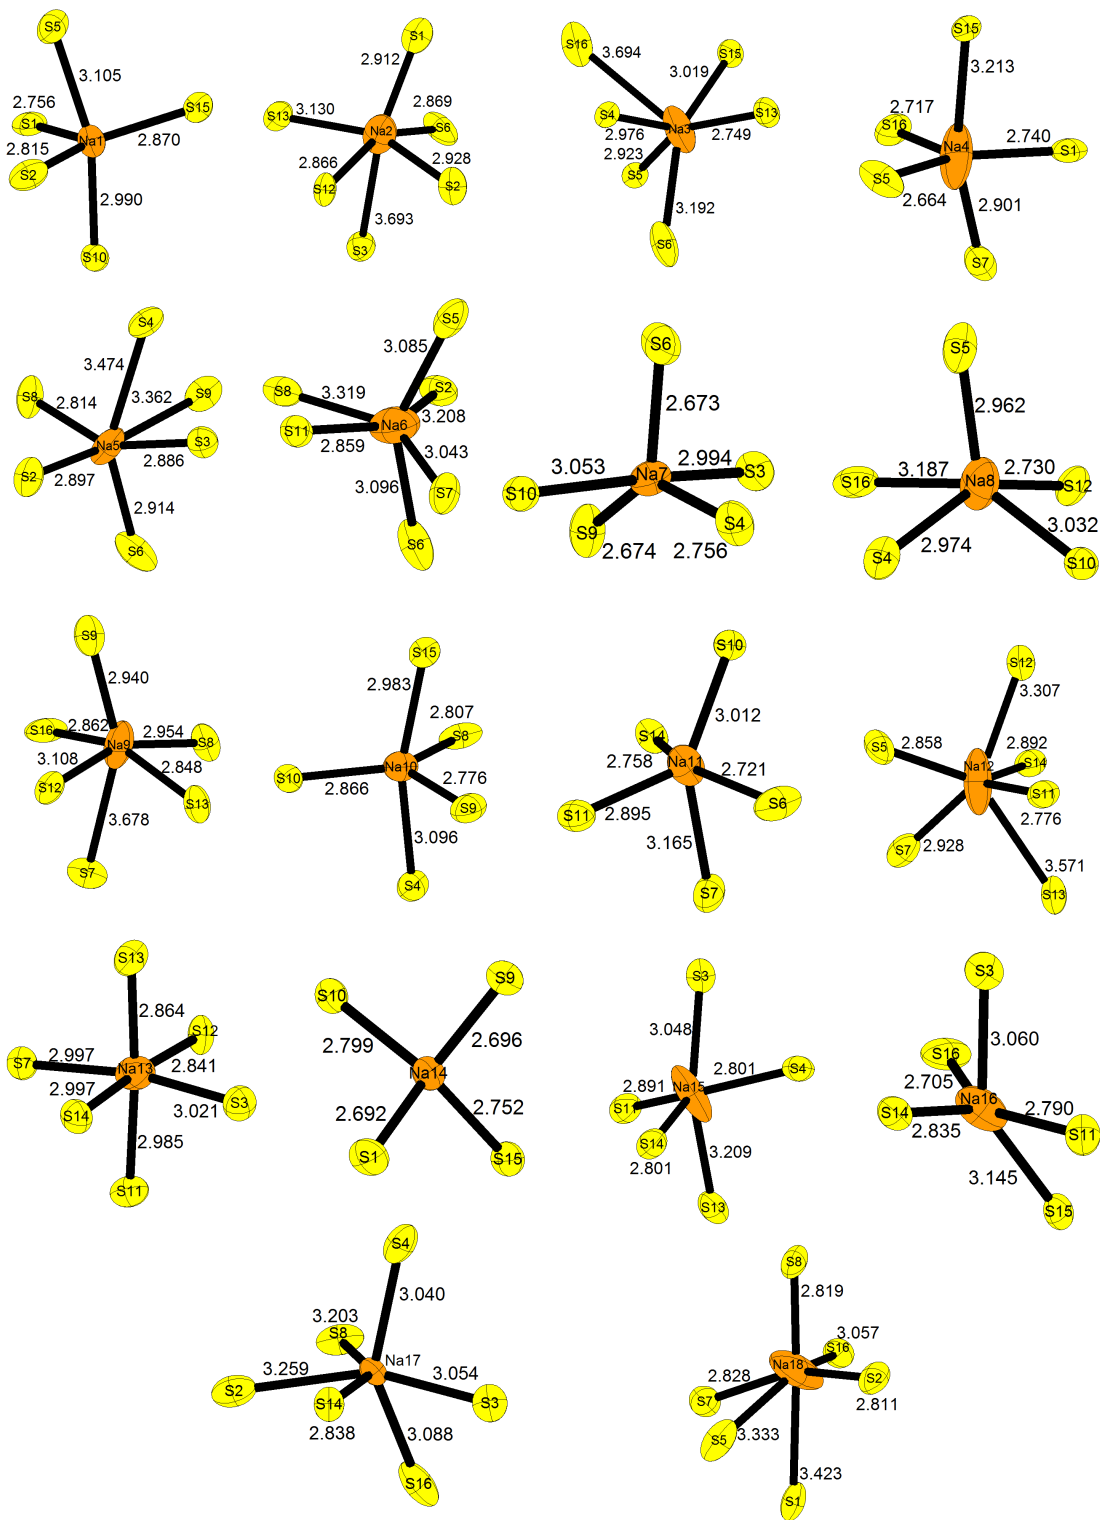 S5
3.105
2.756
S1
Na1
S15
2.870
2.815
S2
2.990
S10
S1
2.912
S13
3.130
Na2
2.869
S6
2.866
2.928
S12
S2
3.693
S3
S16
3.694
S15
3.019
S4
2.976
Na3
S13
2.749
2.923
S5
3.192
S6
S15
3.213
2.717
S16
Na4
2.740
S1
S5
2.664
2.901
S7
S4
3.474
S8
2.814
3.362
S9
Na5
S3
2.886
S2
2.897
2.914
S6
S5
3.085
S8
3.319
S2
3.208
Na6
S11
2.859
3.043
S7
3.096
S6
S6
2.673
3.053
Na7
2.994
S3
S10
S9
S4
2.674
2.756
S5
2.962
S16
3.187
Na8
2.730
S12
3.032
S4
2.974
S10
S9
2.940
S16
2.862
Na9
2.954
S8
3.108
2.848
S12
S13
3.678
S7
S15
2.983
2.807
S8
S10
Na10
2.866
2.776
S9
3.096
S4
S10
3.012
S14
2.758
Na11
2.721
S6
S11
2.895
3.165
S7
S12
3.307
S5
2.858
2.892
Na12
S14
S11
2.776
S7
2.928
3.571
S13
S13
2.864
S12
S7
2.997
Na13
2.841
2.997
S14
3.021
S3
2.985
S11
S10
S9
2.799
2.696
Na14
2.692
2.752
S1
S15
S3
3.048
2.801
S4
2.891
Na15
S11
S14
2.801
3.209
S13
S3
3.060
S16
2.705
Na16
S14
2.835
2.790
S11
3.145
S15
S4
3.040
3.203
S8
Na17
3.259
S2
3.054
S14
S3
2.838
3.088
S16
S8
2.819
3.057
S16
Na18
2.828
S2
S7
2.811
S5
3.333
3.423
S1